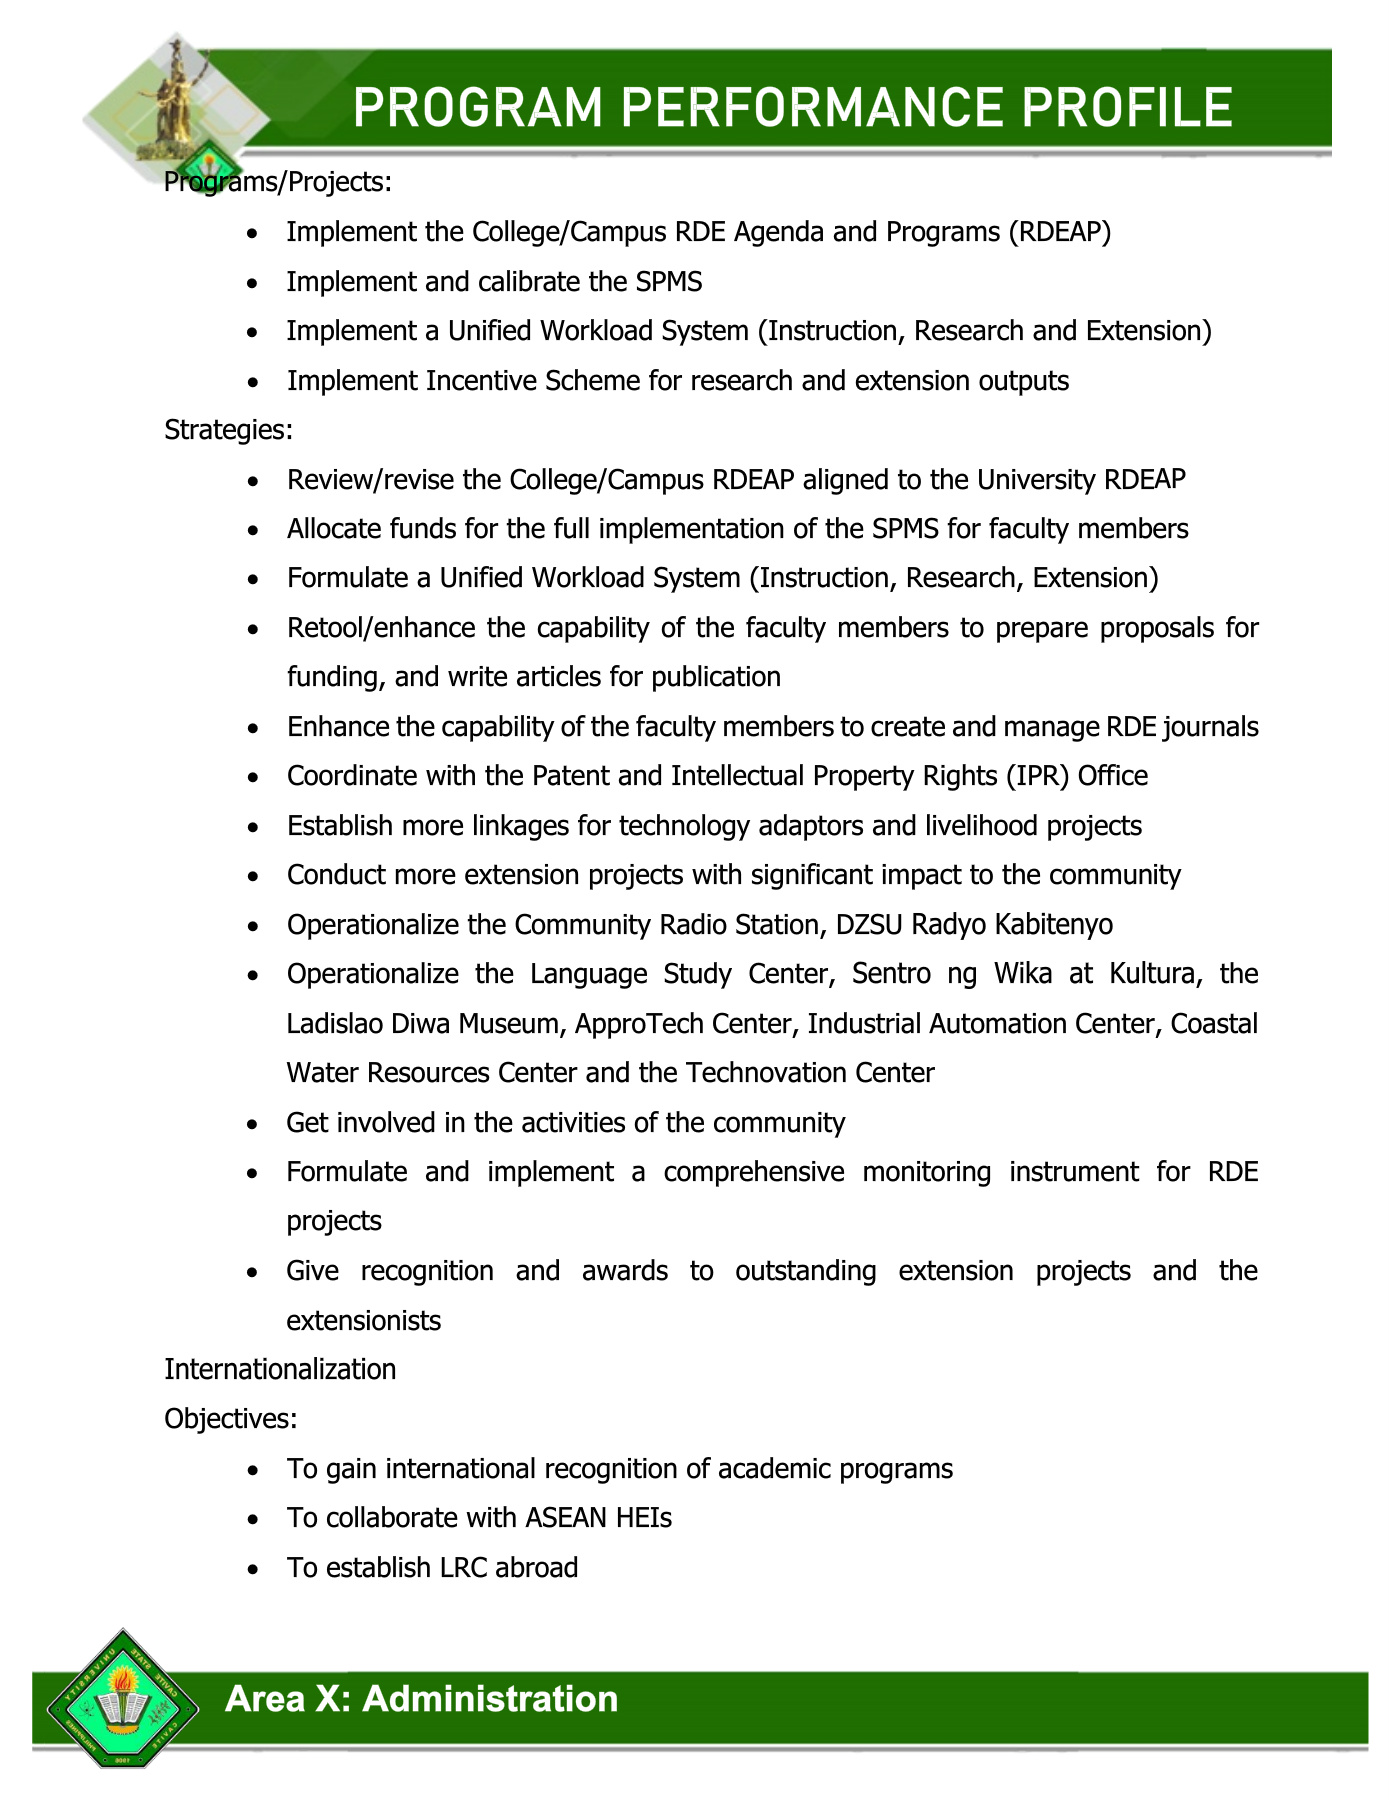 PROGRAM PERFORMANCE PROFILE
Programs/Projects:
• Implement the College/Campus RDE Agenda and Programs (RDEAP)
• Implement and calibrate the SPMS
• Implement a Unified Workload System (Instruction, Research and Extension)
• Implement Incentive Scheme for research and extension outputs
Strategies:
• Review/revise the College/Campus RDEAP aligned to the University RDEAP
• Allocate funds for the full implementation of the SPMS for faculty members
• Formulate a Unified Workload System (Instruction, Research, Extension)
• Retool/enhance the capability of the faculty members to prepare proposals for
funding, and write articles for publication
• Enhance the capability of the faculty members to create and manage RDE journals
• Coordinate with the Patent and Intellectual Property Rights (IPR) Office
• Establish more linkages for technology adaptors and livelihood projects
• Conduct more extension projects with significant impact to the community
• Operationalize the Community Radio Station, DZSU Radyo Kabitenyo
• Operationalize the Language Study Center, Sentro ng Wika at Kultura, the
Ladislao Diwa Museum, ApproTech Center, Industrial Automation Center, Coastal
Water Resources Center and the Technovation Center
• Get involved in the activities of the community
• Formulate and implement a comprehensive monitoring instrument for RDE
projects
• Give recognition and awards to outstanding extension projects and the
extensionists
Internationalization
Objectives:
• To gain international recognition of academic programs
• To collaborate with ASEAN HEIs
• To establish LRC abroad
CAVITE STATE UNIVERSITY
CAVITE
PHILIPPINES
Area X: Administration